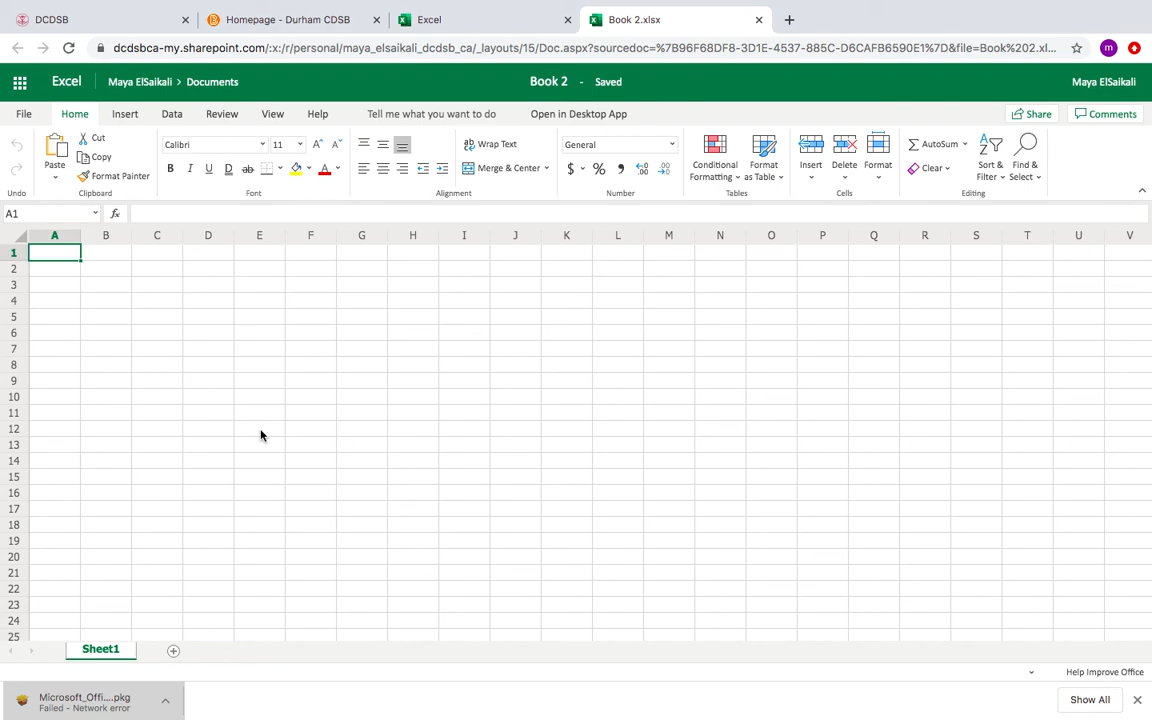 DCDSB
Homepage - Durham CDSB
Excel
Book 2.xlsx
dcdsbca-my.sharepoint.com/:x:/r/personal/maya_elsaikali_dcdsb_ca/_layouts/15/Doc.aspx?sourcedoc=%7B96F68DF8-3D1E-4537-885C-D6CAFB6590E1%7D&file=Book%202.xl...
m
Excel Maya ElSaikali > Documents Book 2 - Saved Maya ElSaikali
File Home Insert Data Review View Help Tell me what you want to do Open in Desktop App Share Comments
Paste Cut Copy Format Painter
Calibri 11
B I U D ab A
Wrap Text
Merge & Center
General
$ % , .00 .00
Conditional Formatting
Format as Table
Insert Delete Format
AutoSum
Clear
Sort & Filter
Find & Select
Undo Clipboard Font Alignment Number Tables Cells Editing
A1 fx
A B C D E F G H I J K L M N O P Q R S T U V
1
2
3
4
5
6
7
8
9
10
11
12
13
14
15
16
17
18
19
20
21
22
23
24
25
Sheet1
Help Improve Office
Microsoft_Offi....pkg
Failed - Network error
Show All